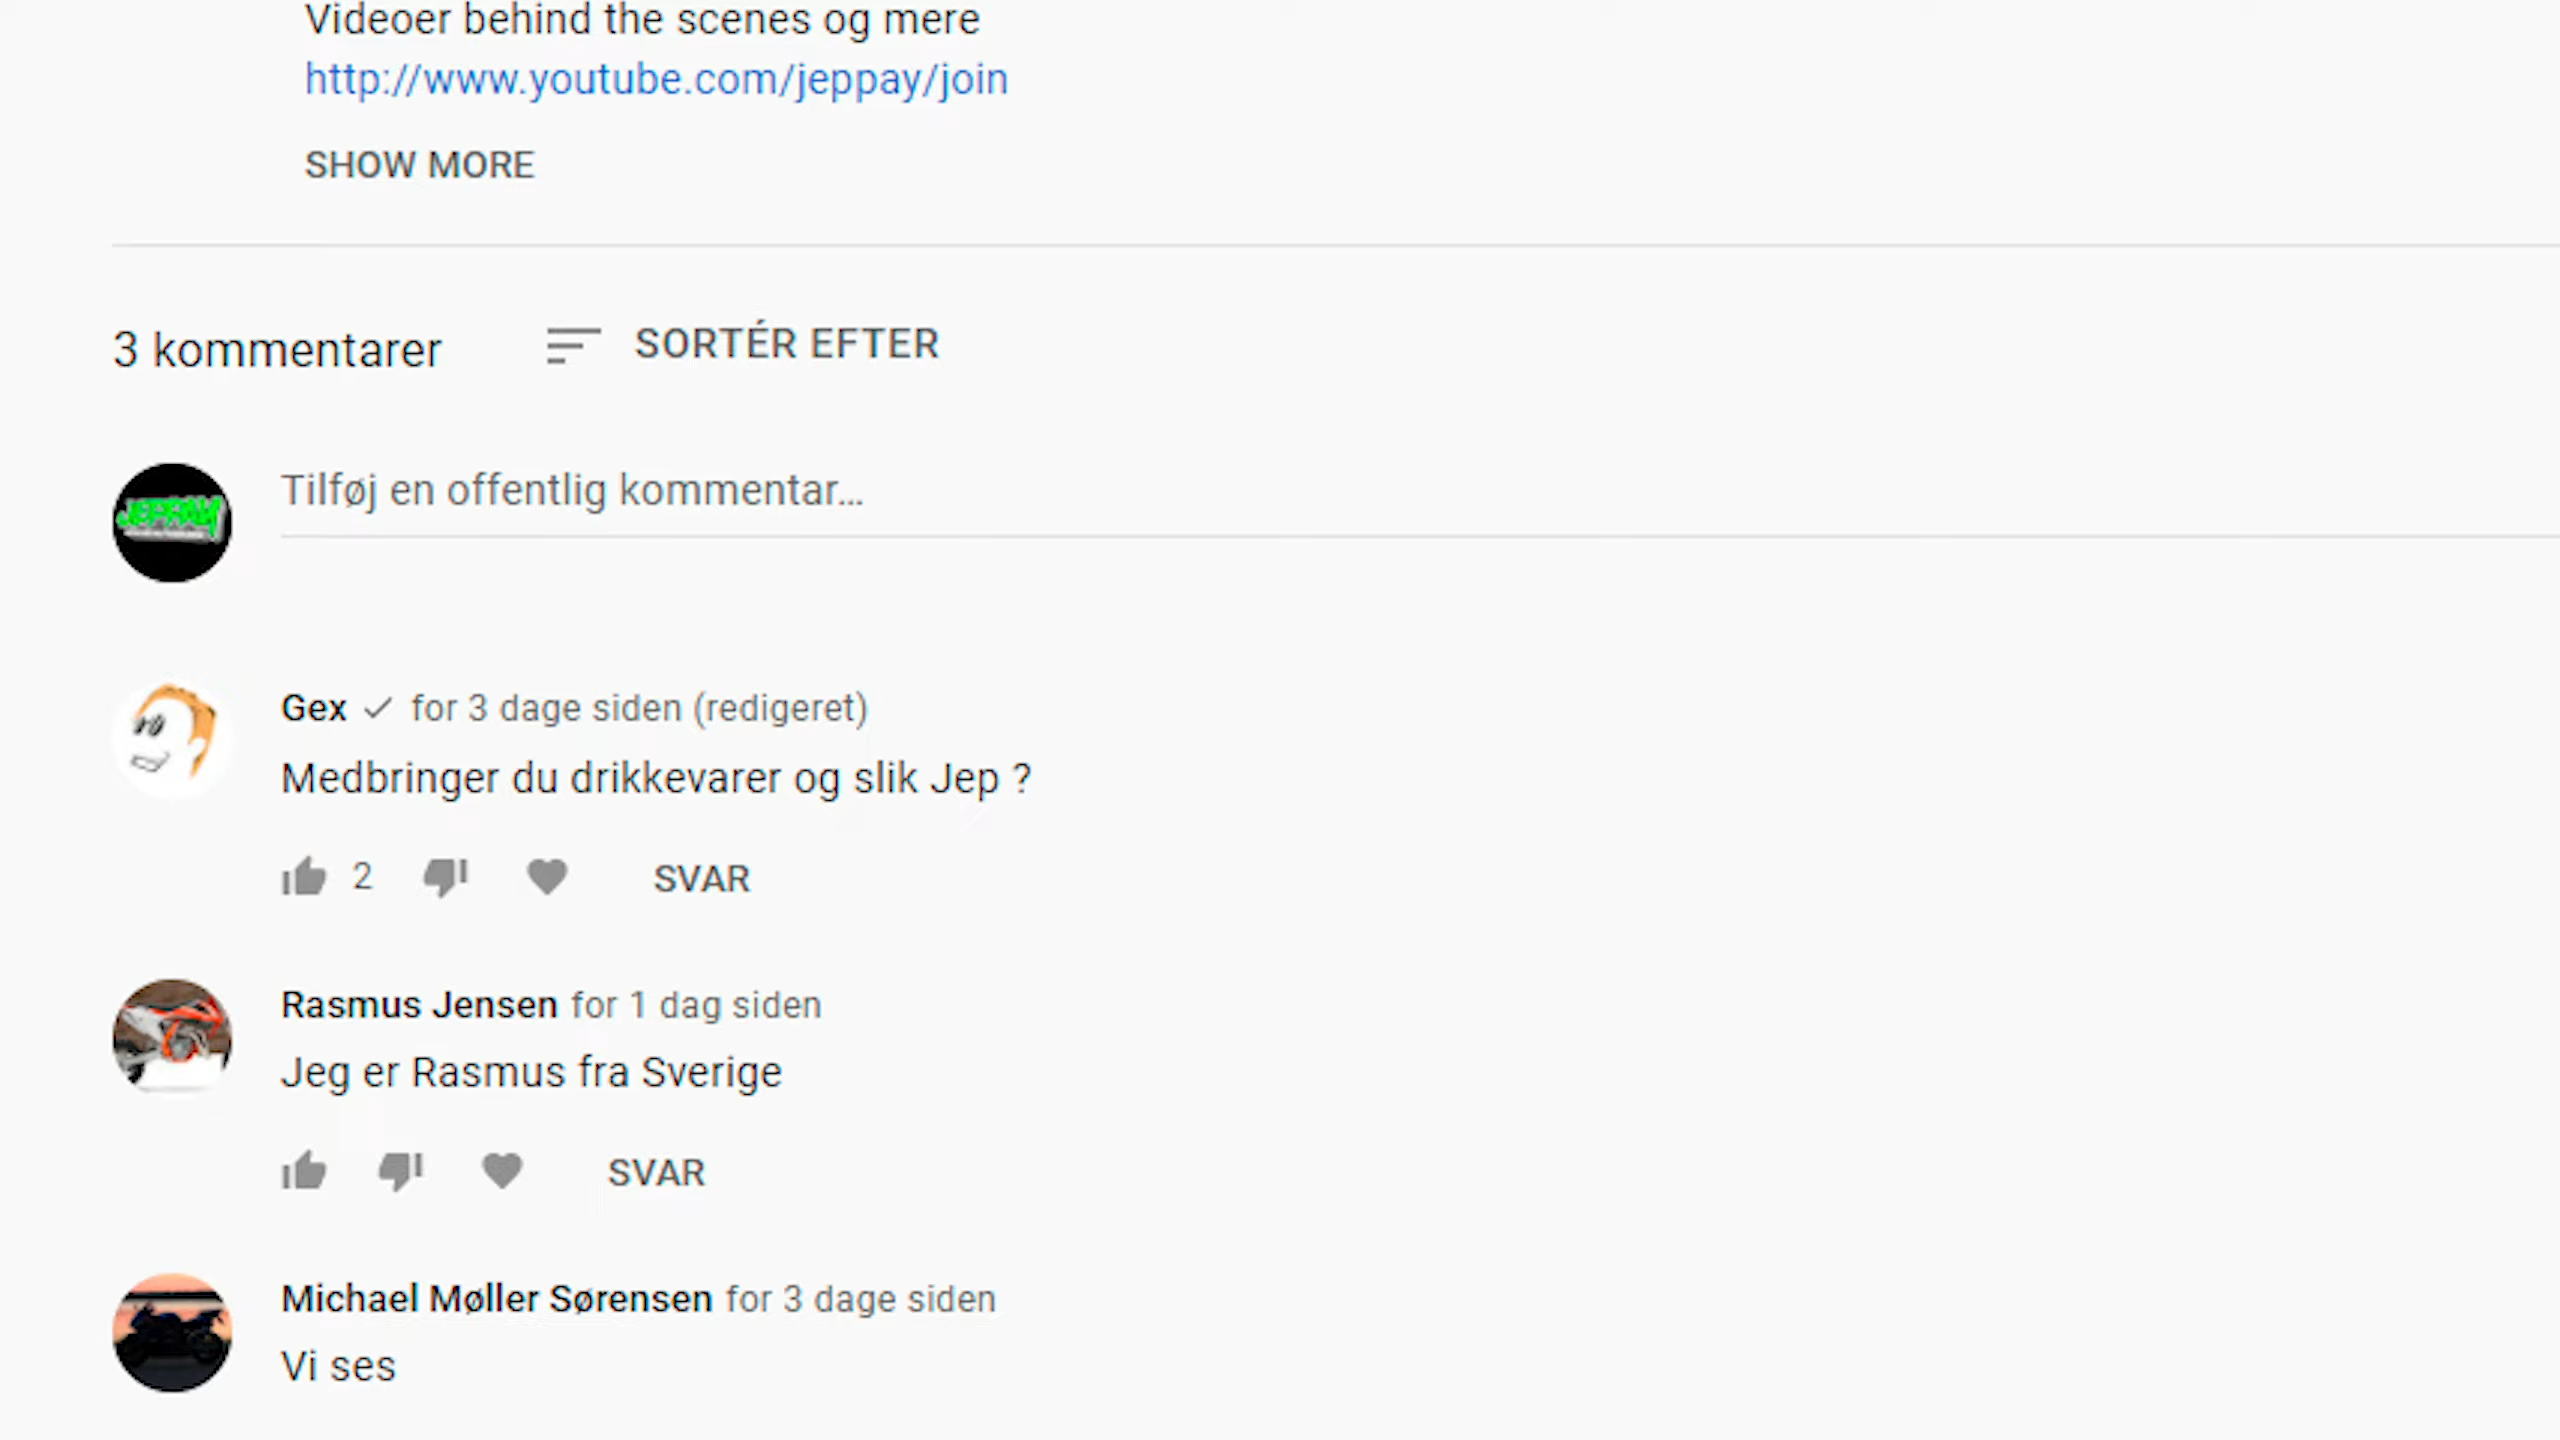 Videoer behind the scenes og mere
http://www.youtube.com/jeppay/join
SHOW MORE
3 kommentarer SORTÉR EFTER
JEPPAY
Tilføj en offentlig kommentar...
Gex for 3 dage siden (redigeret)
Medbringer du drikkevarer og slik Jep ?
2 SVAR
Rasmus Jensen for 1 dag siden
Jeg er Rasmus fra Sverige
SVAR
Michael Møller Sørensen for 3 dage siden
Vi ses